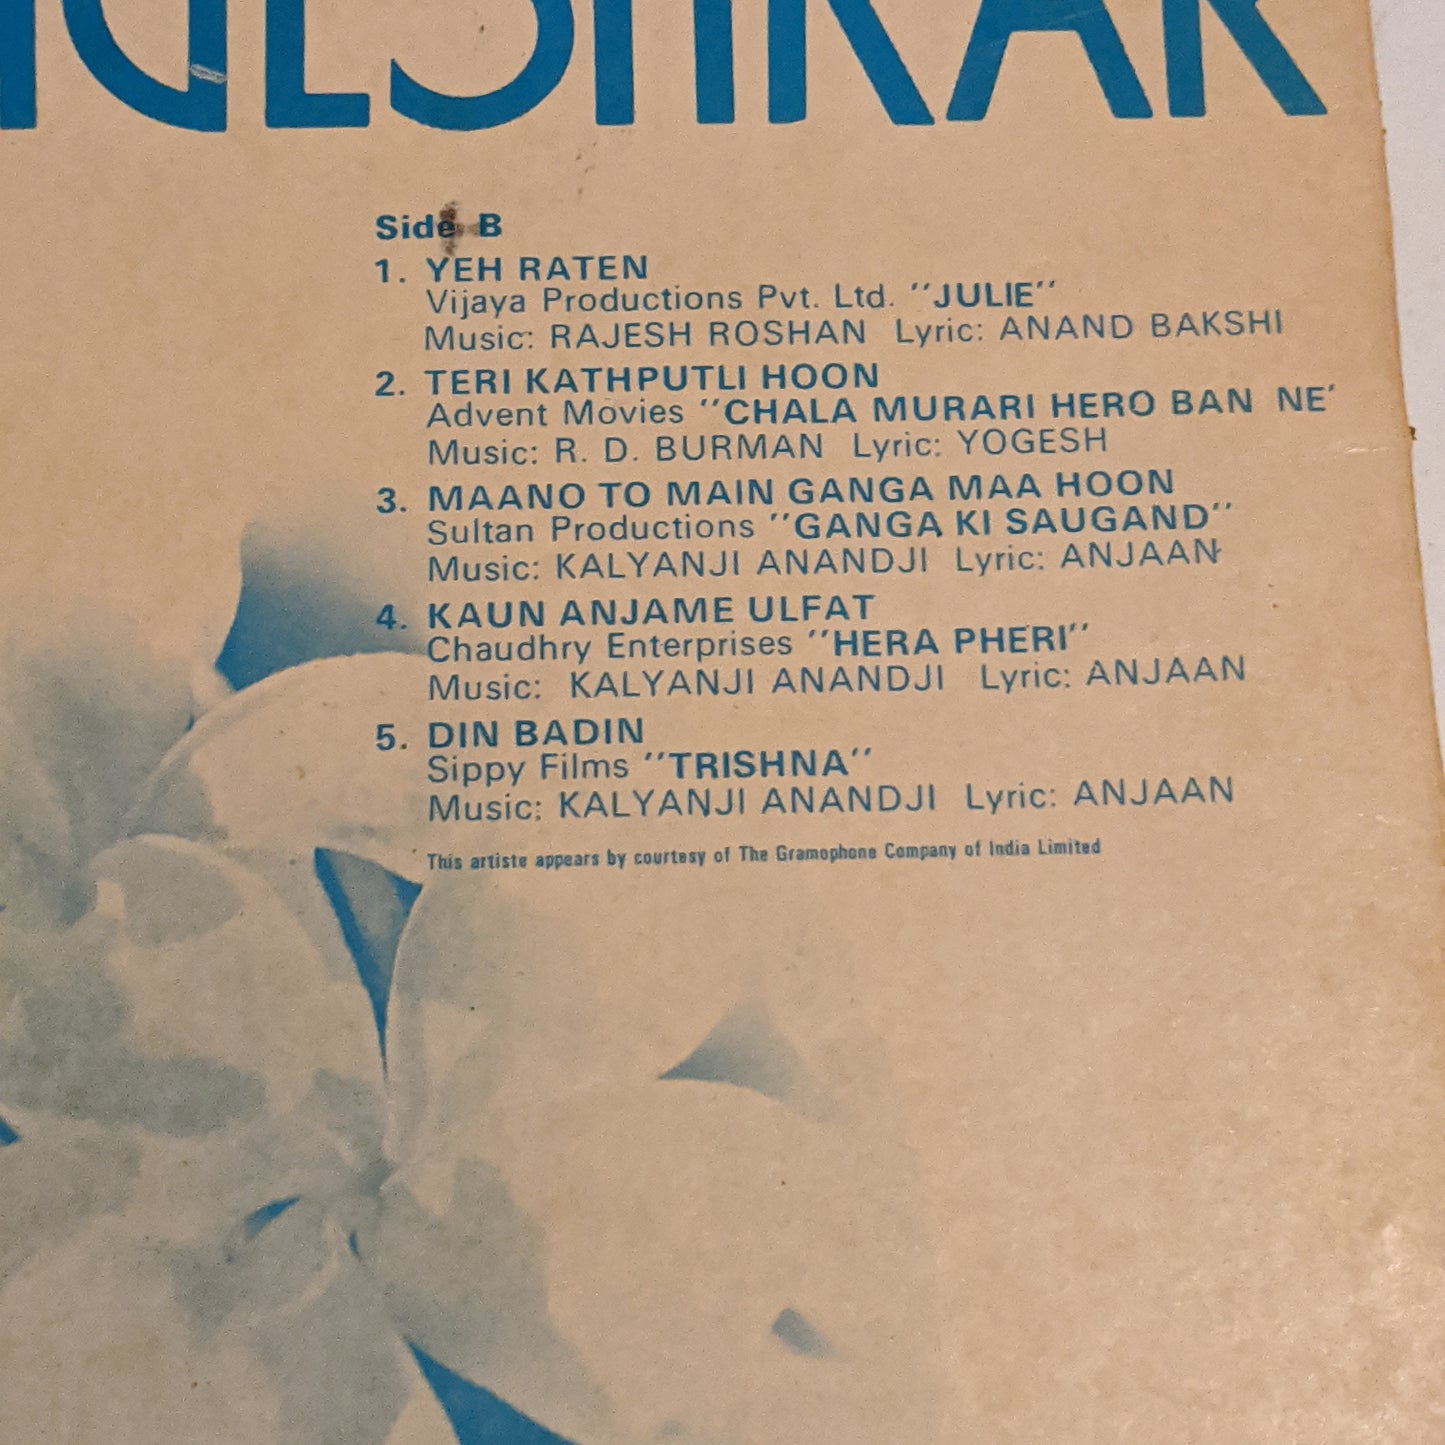 GESHKAR
Side B
1. YEH RATEN
Vijaya Productions Pvt. Ltd. "JULIE"
Music: RAJESH ROSHAN Lyric: ANAND BAKSHI
2. TERI KATHPUTLI HOON
Advent Movies "CHALA MURARI HERO BAN NE'
Music: R. D. BURMAN Lyric: YOGESH
3. MAANO TO MAIN GANGA MAA HOON
Sultan Productions "GANGA KI SAUGAND"
Music: KALYANJI ANANDJI Lyric: ANJAAN
4. KAUN ANJAME ULFAT
Chaudhry Enterprises "HERA PHERI"
Music: KALYANJI ANANDJI Lyric: ANJAAN
5. DIN BADIN
Sippy Films "TRISHNA"
Music: KALYANJI ANANDJI Lyric: ANJAAN
This artiste appears by courtesy of The Gramophone Company of India Limited